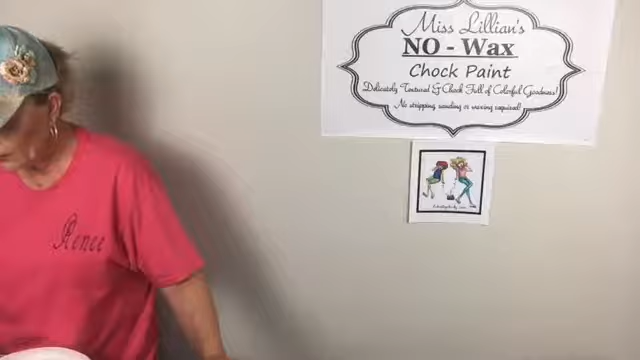 Miss Lillian's
NO - Wax
Chock Paint
Delicately Textured & Chock Full of Colorful Goodness!
No stripping sanding or waxing required!
Renee